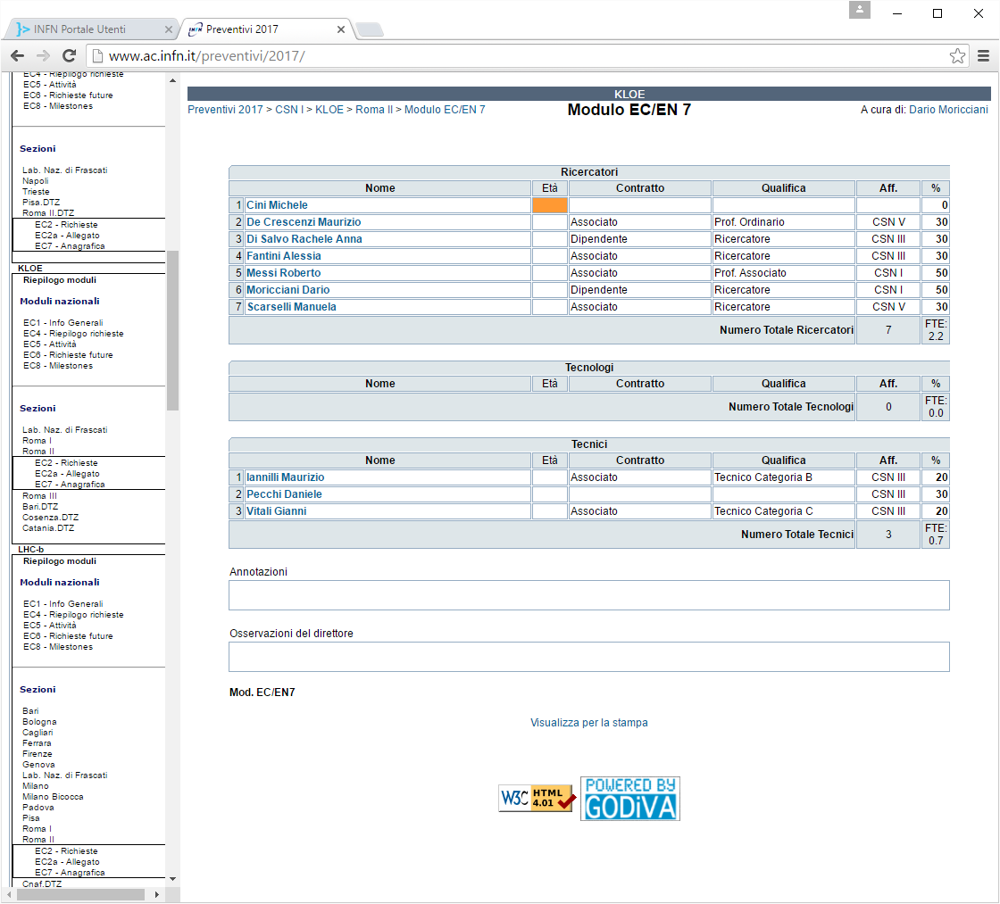 INFN Portale Utenti
Preventivi 2017
www.ac.infn.it/preventivi/2017/
EC4 - Riepilogo richieste
EC5 - Attività
EC6 - Richieste future
EC8 - Milestones
Sezioni
Lab. Naz. di Frascati
Napoli
Trieste
Pisa.DTZ
Roma II.DTZ
EC2 - Richieste
EC2a - Allegato
EC7 - Anagrafica
KLOE
Riepilogo moduli
Moduli nazionali
EC1 - Info Generali
EC4 - Riepilogo richieste
EC5 - Attività
EC6 - Richieste future
EC8 - Milestones
Sezioni
Lab. Naz. di Frascati
Roma I
Roma II
EC2 - Richieste
EC2a - Allegato
EC7 - Anagrafica
Roma III
Bari.DTZ
Cosenza.DTZ
Catania.DTZ
LHC-b
Riepilogo moduli
Moduli nazionali
EC1 - Info Generali
EC4 - Riepilogo richieste
EC5 - Attività
EC6 - Richieste future
EC8 - Milestones
Sezioni
Bari
Bologna
Cagliari
Ferrara
Firenze
Genova
Lab. Naz. di Frascati
Milano
Milano Bicocca
Padova
Pisa
Roma I
Roma II
EC2 - Richieste
EC2a - Allegato
EC7 - Anagrafica
Cnaf.DTZ
KLOE
Preventivi 2017 > CSN I > KLOE > Roma II > Modulo EC/EN 7 Modulo EC/EN 7 A cura di: Dario Moricciani
Ricercatori
Nome Età Contratto Qualifica Aff. %
1 Cini Michele 0
2 De Crescenzi Maurizio Associato Prof. Ordinario CSN V 30
3 Di Salvo Rachele Anna Dipendente Ricercatore CSN III 30
4 Fantini Alessia Associato Ricercatore CSN III 30
5 Messi Roberto Associato Prof. Associato CSN I 50
6 Moricciani Dario Dipendente Ricercatore CSN I 50
7 Scarselli Manuela Associato Ricercatore CSN V 30
Numero Totale Ricercatori 7 FTE:
2.2
Tecnologi
Nome Età Contratto Qualifica Aff. %
Numero Totale Tecnologi 0 FTE:
0.0
Tecnici
Nome Età Contratto Qualifica Aff. %
1 Iannilli Maurizio Associato Tecnico Categoria B CSN III 20
2 Pecchi Daniele CSN III 30
3 Vitali Gianni Associato Tecnico Categoria C CSN III 20
Numero Totale Tecnici 3 FTE:
0.7
Annotazioni
Osservazioni del direttore
Mod. EC/EN7
Visualizza per la stampa
W3C HTML
4.01
POWERED BY
GODiVA